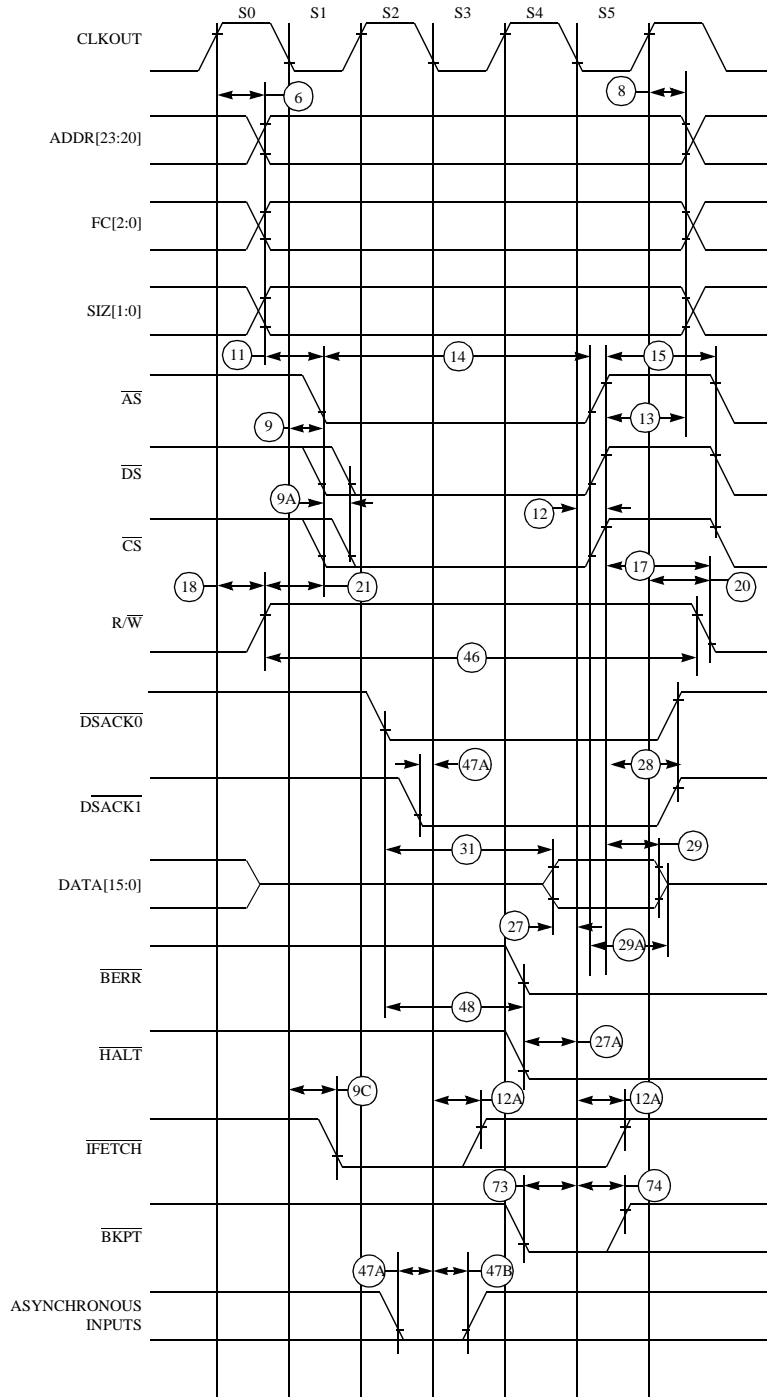 S0 S1 S2 S3 S4 S5
CLKOUT
6 8
ADDR[23:20]
FC[2:0]
SIZ[1:0]
11 14 15
AS
9 13
DS
9A 12
CS
18 21 17 20
R/W
46
DSACK0
47A 28
DSACK1
31 29
DATA[15:0]
27 29A
BERR
48
27A
HALT
9C 12A 12A
IFETCH
73 74
BKPT
47A 47B
ASYNCHRONOUS
INPUTS